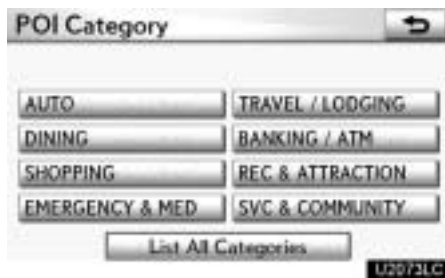 POI Category
AUTO
TRAVEL / LODGING
DINING
BANKING / ATM
SHOPPING
REC & ATTRACTION
EMERGENCY & MED
SVC & COMMUNITY
List All Categories
U2073LC